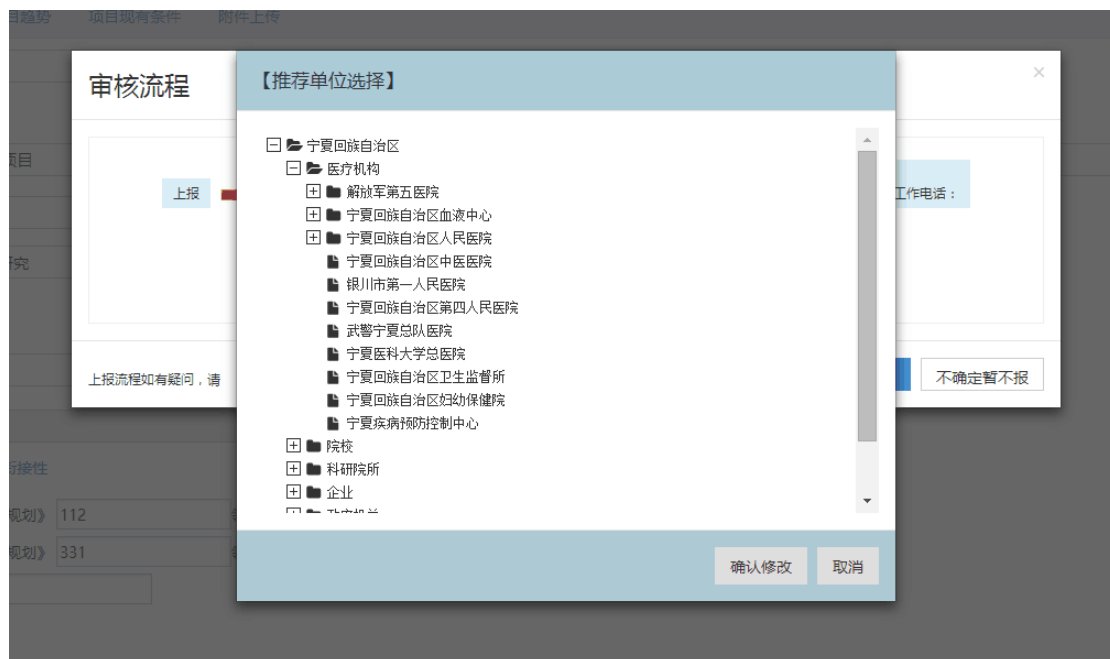 目趋势 项目现有条件 附件上传
审核流程
【推荐单位选择】
×
宁夏回族自治区
医疗机构
项目
解放军第五医院
上报
工作电话：
宁夏回族自治区血液中心
宁夏回族自治区人民医院
宁夏回族自治区中医医院
研究
银川市第一人民医院
宁夏回族自治区第四人民医院
武警宁夏总队医院
宁夏医科大学总医院
宁夏回族自治区卫生监督所
上报流程如有疑问，请
不确定暂不报
宁夏回族自治区妇幼保健院
宁夏疾病预防控制中心
院校
科研院所
衔接性
企业
政府机关
规划》 112
规划》 331
确认修改 取消